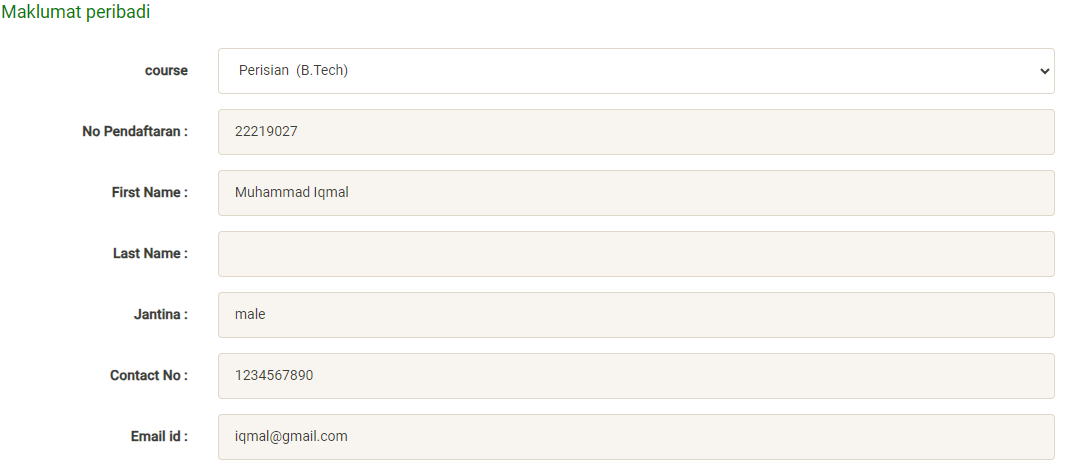 Maklumat peribadi
course Perisian (B.Tech)
No Pendaftaran : 22219027
First Name : Muhammad Iqmal
Last Name :
Jantina : male
Contact No : 1234567890
Email id : iqmal@gmail.com